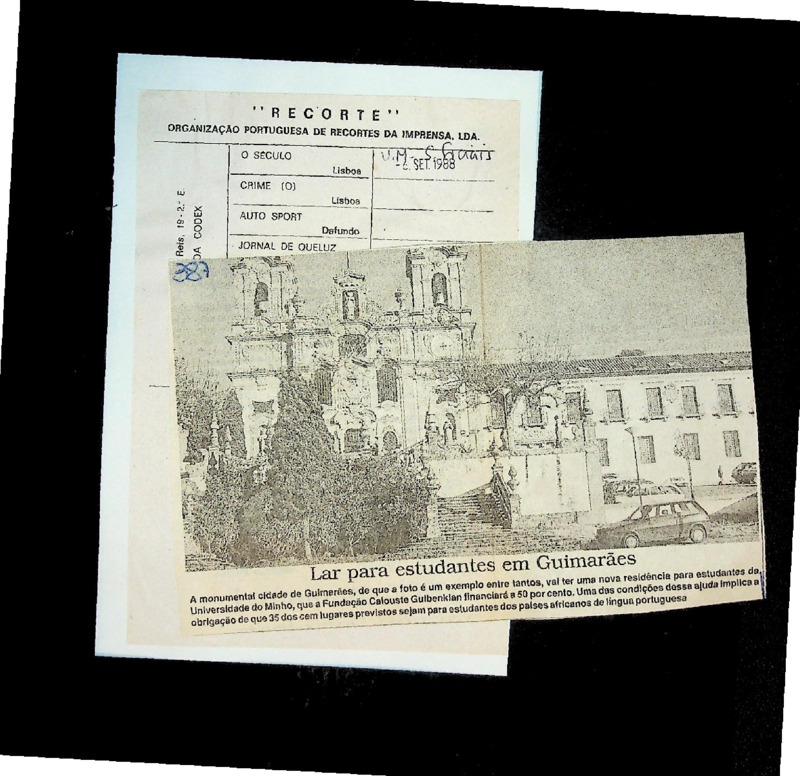 "RECORTE"
ORGANIZAÇÃO PORTUGUESA DE RECORTES DA IMPRENSA, LDA.
O SÉCULO
Lisboa
SET. 1988
CRIME (O)
Lisboa
AUTO SPORT
Dafundo
JORNAL DE QUELUZ
Reis, 19-2.º E.
CODEX
887
Lar para estudantes em Guimarães
A monumental cidade de Guimarães, de que a foto é um exemplo entre tantos, vai ter uma nova residência para estudantes da
Universidade do Minho, que a Fundação Calouste Gulbenkian financiará a 50 por cento. Uma das condições dessa ajuda implica a
obrigação de que 35 dos cem lugares previstos sejam para estudantes dos países africanos de língua portuguesa